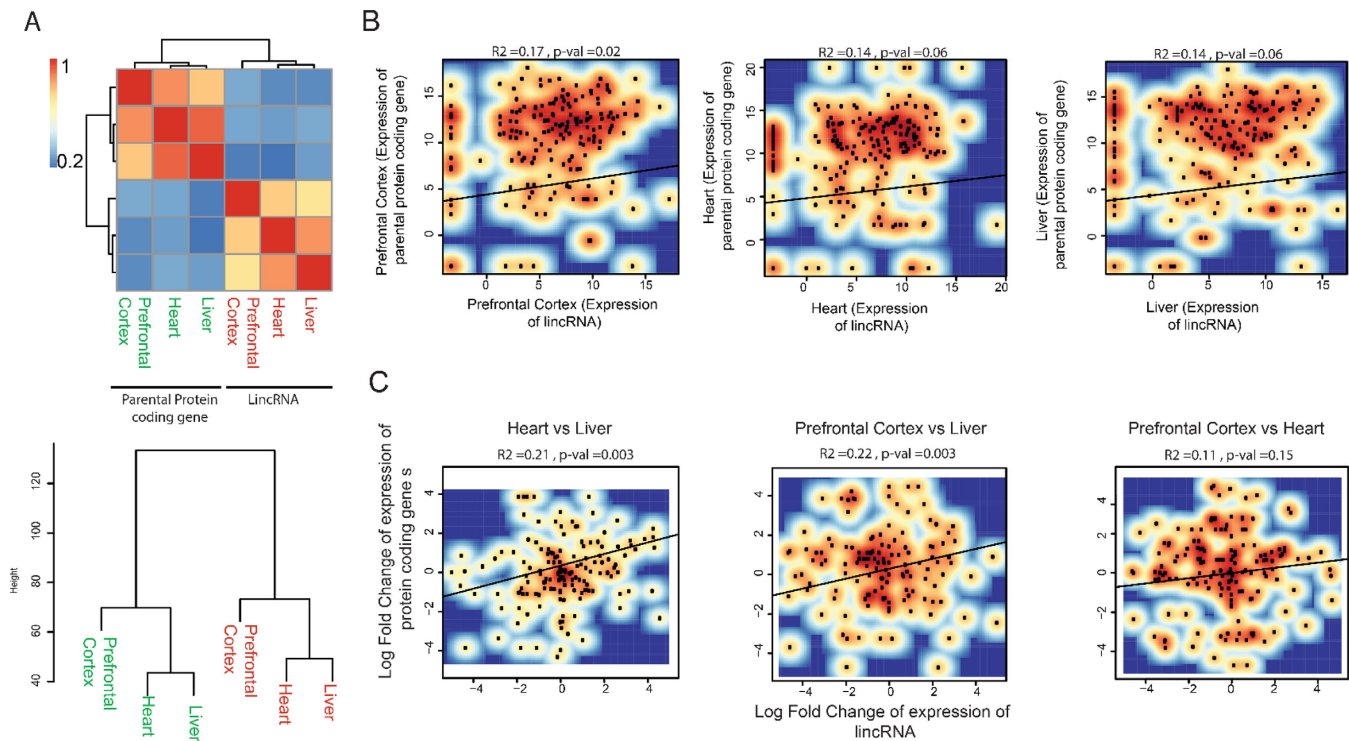 A
1
0.2
Prefrontal
Cortex
Heart
Liver
Prefrontal
Cortex
Heart
Liver
Parental Protein
coding gene
LincRNA
Height
120
100
80
60
40
Prefrontal
Cortex
Heart
Liver
Prefrontal
Cortex
Heart
Liver
B
R2 =0.17 , p-val =0.02
Prefrontal Cortex (Expression of
parental protein coding gene)
15
10
5
0
0 5 10 15
Prefrontal Cortex (Expression
of lincRNA)
R2 =0.14 , p-val =0.06
Heart (Expression of
parental protein coding gene)
20
15
10
5
0
0 5 10 15 20
Heart (Expression
of lincRNA)
R2 =0.14 , p-val =0.06
Liver (Expression of
parental protein coding gene)
15
10
5
0
0 5 10 15
Liver (Expression
of lincRNA)
C
Heart vs Liver
R2 =0.21 , p-val =0.003
Log Fold Change of expression of
protein coding gene s
4
2
0
−2
−4
−4 −2 0 2 4
Prefrontal Cortex vs Liver
R2 =0.22 , p-val =0.003
4
2
0
−2
−4
−4 −2 0 2 4
Log Fold Change of expression of
lincRNA
Prefrontal Cortex vs Heart
R2 =0.11 , p-val =0.15
4
2
0
−2
−4
−4 −2 0 2 4